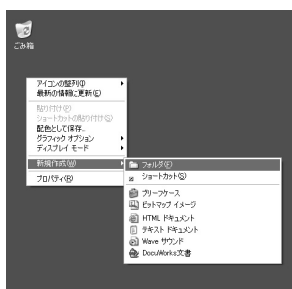 ごみ箱
アイコンの整列(I)
最新の情報に更新(E)
貼り付け(P)
ショートカットの貼り付け(S)
配色として保存...
グラフィック オプション
ディスプレイ モード
新規作成(W)
プロパティ(R)
フォルダ(F)
ショートカット(S)
ブリーフケース
ビットマップ イメージ
HTML ドキュメント
テキスト ドキュメント
Wave サウンド
DocuWorks文書